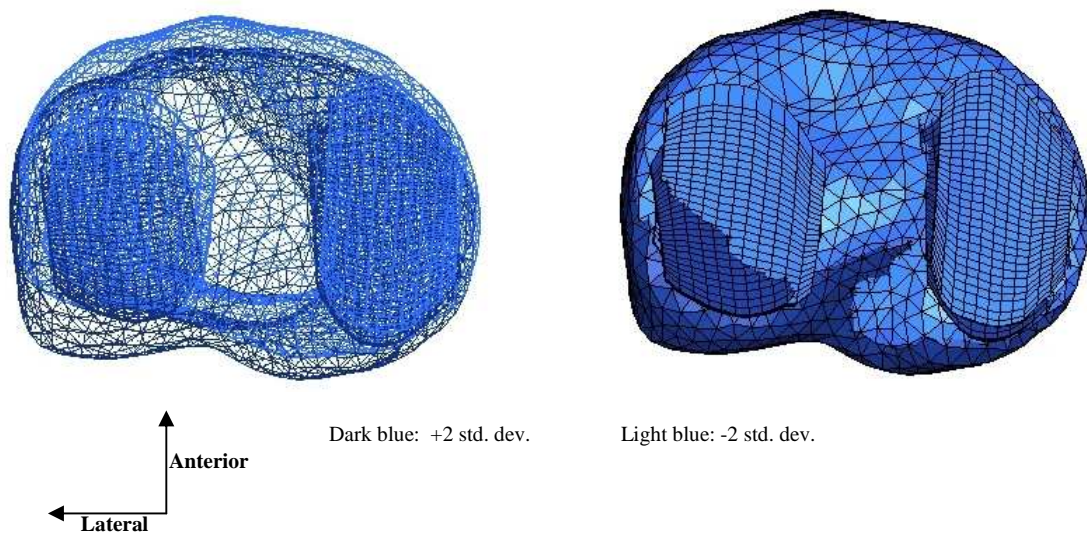 Dark blue: +2 std. dev.
Light blue: -2 std. dev.
Anterior
Lateral